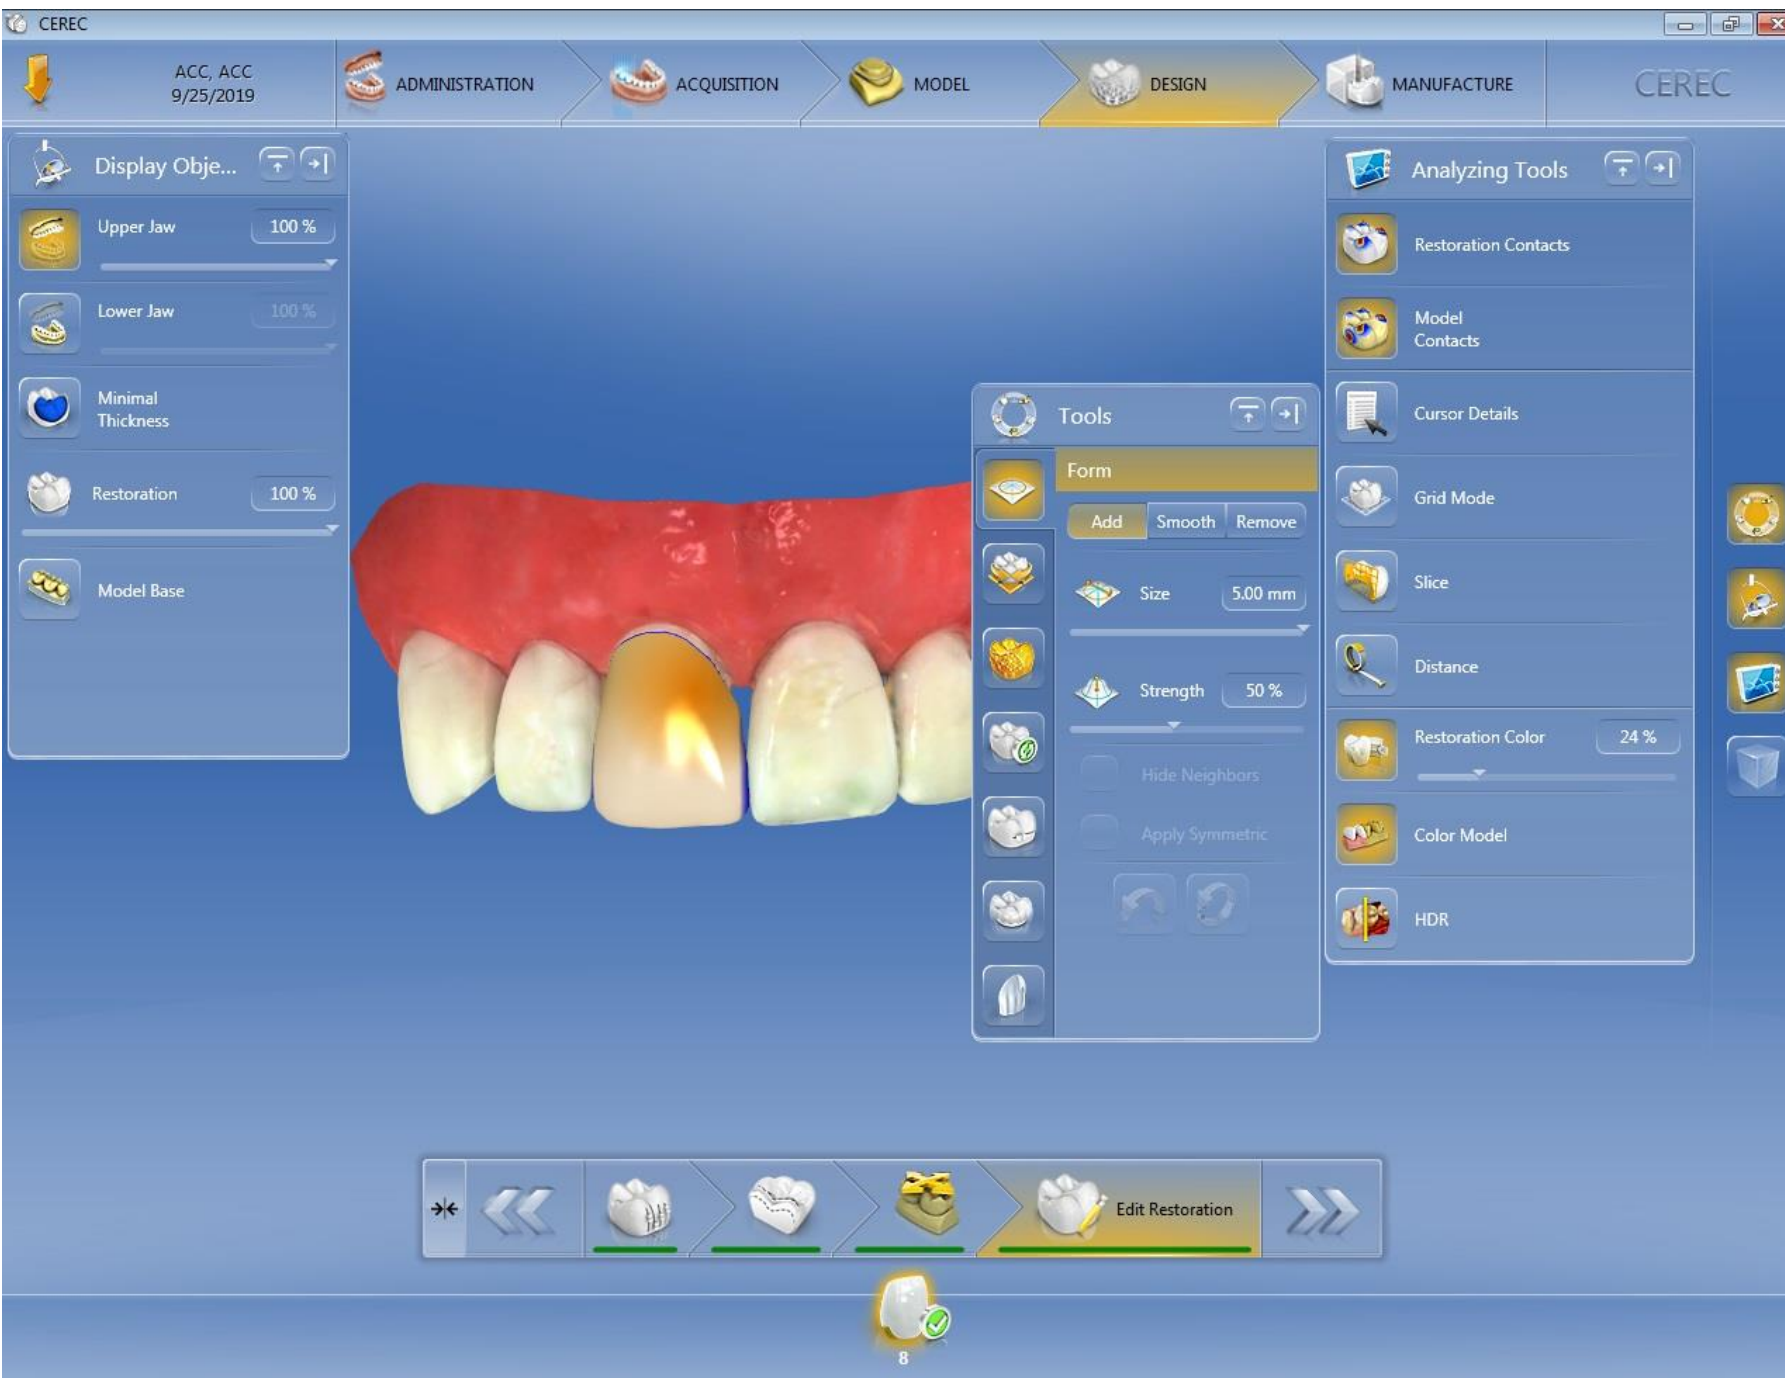 CEREC
ACC, ACC
9/25/2019
ADMINISTRATION
ACQUISITION
MODEL
DESIGN
MANUFACTURE
CEREC
Display Obje...
Upper Jaw
100 %
Lower Jaw
100 %
Minimal
Thickness
Restoration
100 %
Model Base
Tools
Form
Add
Smooth
Remove
Size
5.00 mm
Strength
50 %
Hide Neighbors
Apply Symmetric
Analyzing Tools
Restoration Contacts
Model
Contacts
Cursor Details
Grid Mode
Slice
Distance
Restoration Color
24 %
Color Model
HDR
Edit Restoration
8